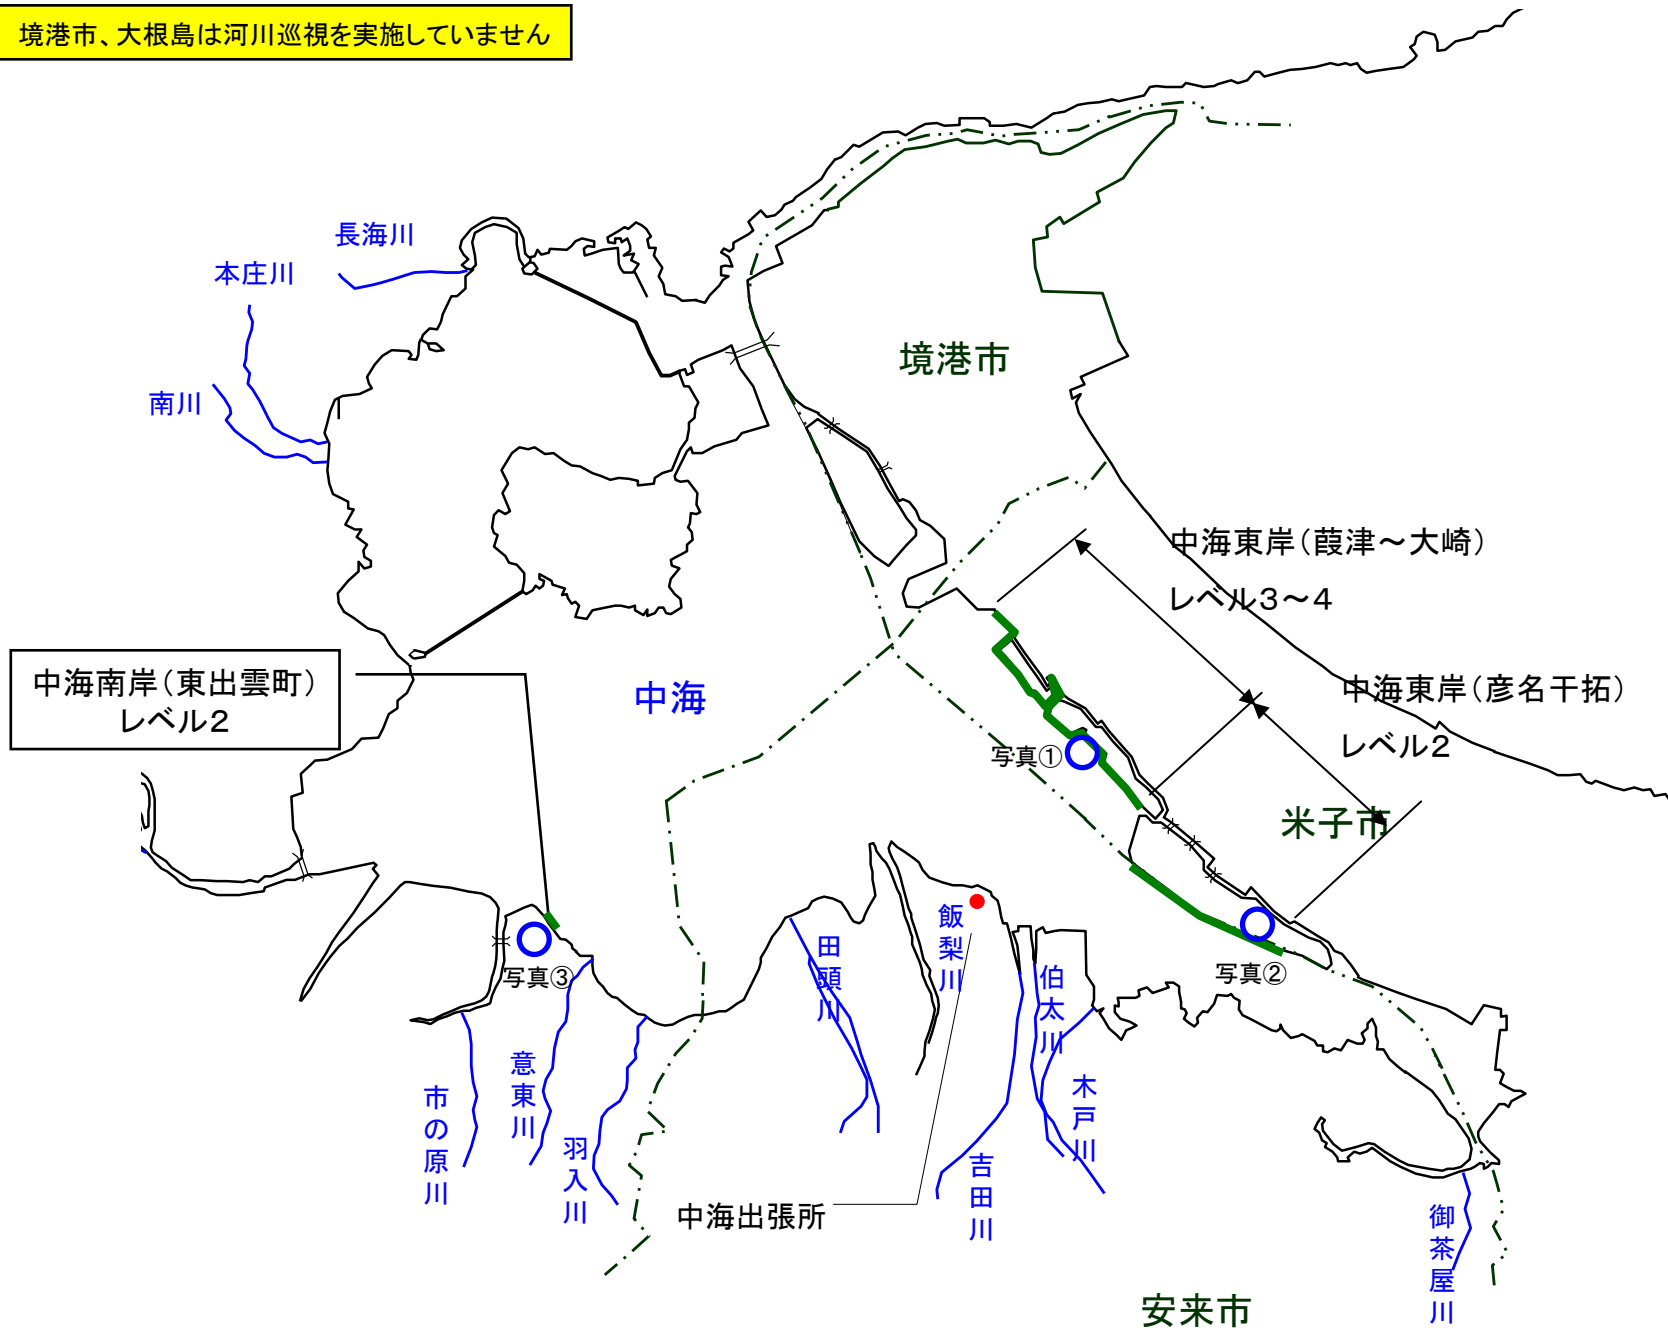 境港市、大根島は河川巡視を実施していません
長海川
本庄川
南川
境港市
中海東岸（葭津～大崎）
レベル３～４
中海南岸（東出雲町）
レベル２
中海
中海東岸（彦名干拓）
レベル２
写真①
米子市
写真②
写真③
田頭川
飯梨川
伯太川
木戸川
市の原川
意東川
羽入川
吉田川
中海出張所
御茶屋川
安来市